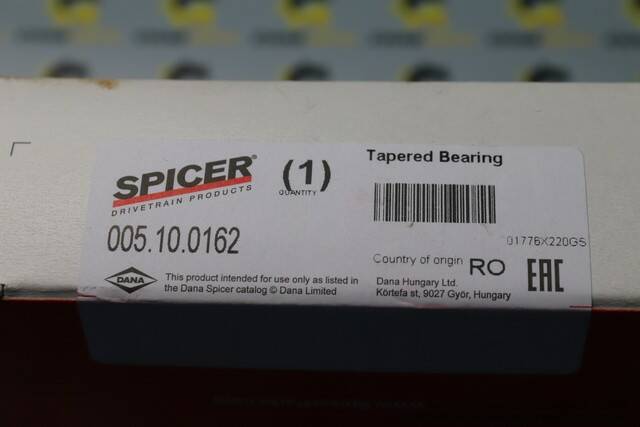 SPICER®
DRIVETRAIN PRODUCTS
(1)
QUANTITY
Tapered Bearing
005.10.0162
01776X220GS
Country of origin RO
EAC
DANA
This product intended for use only as listed in
the Dana Spicer catalog © Dana Limited
Dana Hungary Ltd.
Körtefa st, 9027 Győr, Hungary